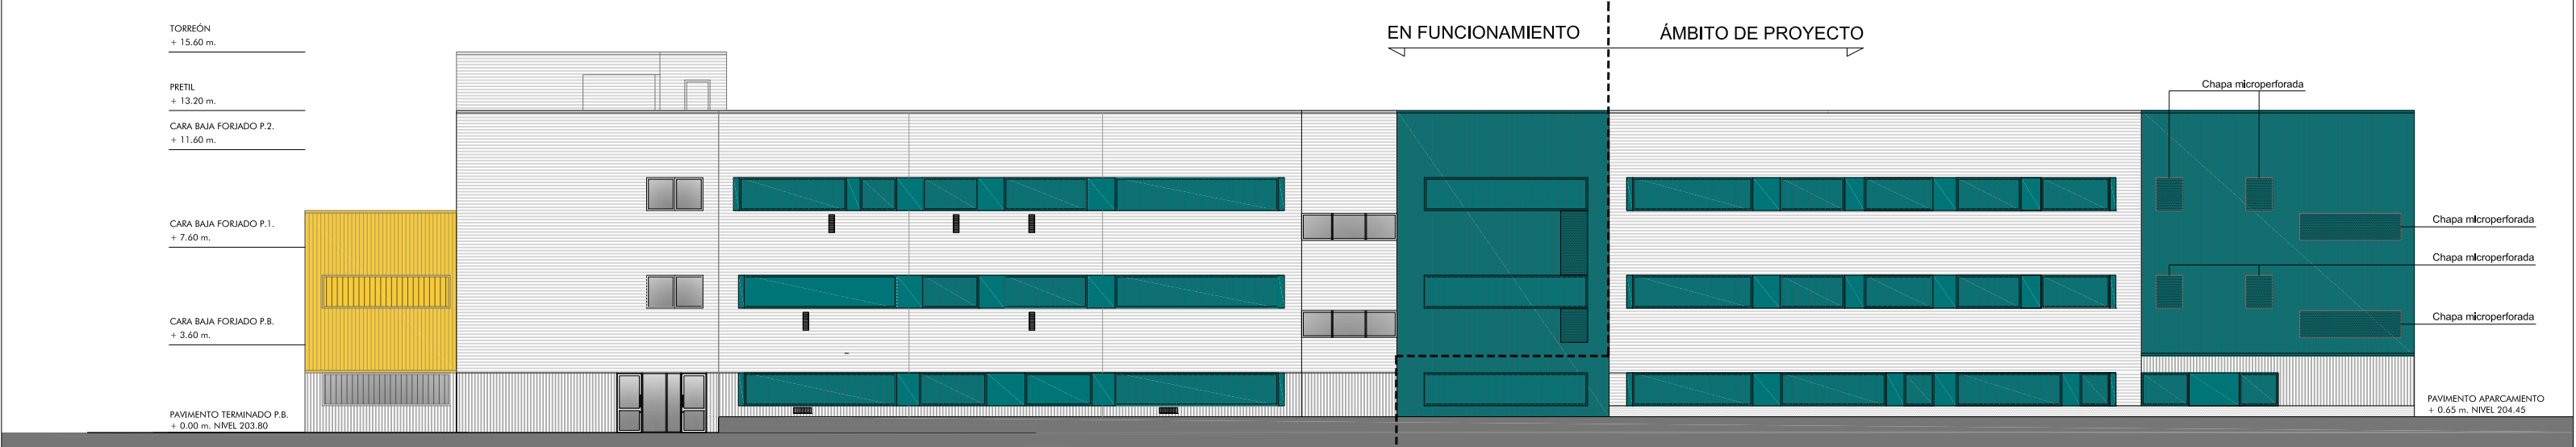 EN FUNCIONAMIENTO
ÁMBITO DE PROYECTO
TORREÓN
+ 15.60 m.
PRETIL
+ 13.20 m.
CARA BAJA FORJADO P.2.
+ 11.60 m.
CARA BAJA FORJADO P.1.
+ 7.60 m.
CARA BAJA FORJADO P.B.
+ 3.60 m.
PAVIMENTO TERMINADO P.B.
+ 0.00 m. NIVEL 203.80
Chapa microperforada
Chapa microperforada
Chapa microperforada
Chapa microperforada
PAVIMENTO APARCAMIENTO
+ 0.65 m. NIVEL 204.45